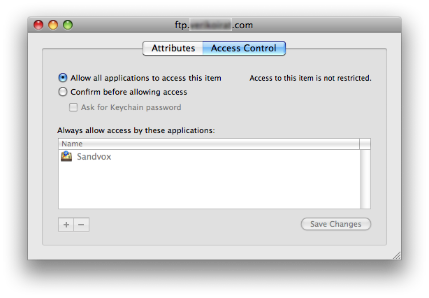 ftp. .com
Attributes Access Control
Allow all applications to access this item Access to this item is not restricted.
Confirm before allowing access
Ask for Keychain password
Always allow access by these applications:
Name
Sandvox
+ −
Save Changes